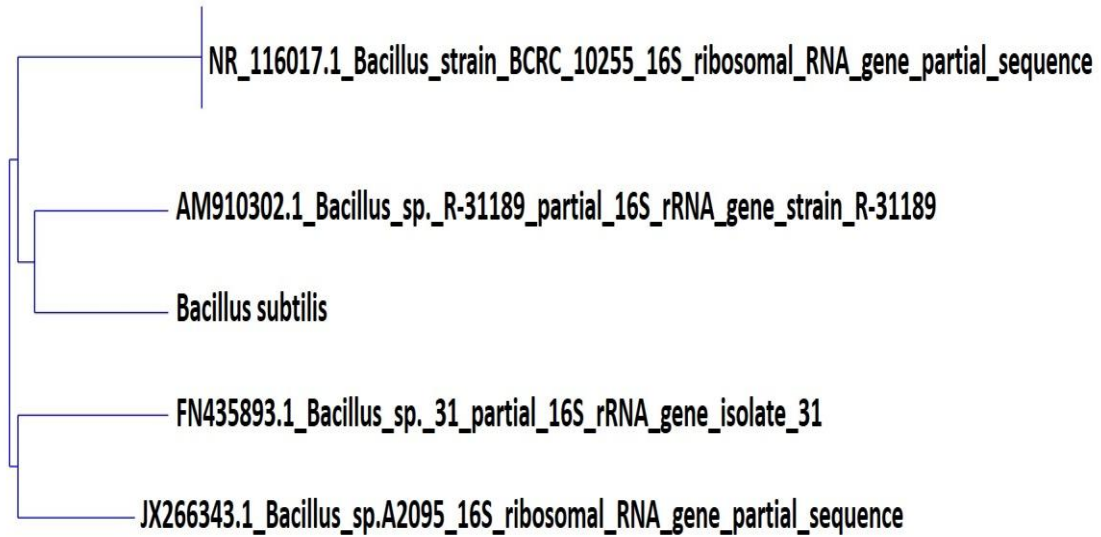 NR_116017.1_Bacillus_strain_BCRC_10255_16S_ribosomal_RNA_gene_partial_sequence
AM910302.1_Bacillus_sp._R-31189_partial_16S_rRNA_gene_strain_R-31189
Bacillus subtilis
FN435893.1_Bacillus_sp._31_partial_16S_rRNA_gene_isolate_31
JX266343.1_Bacillus_sp.A2095_16S_ribosomal_RNA_gene_partial_sequence